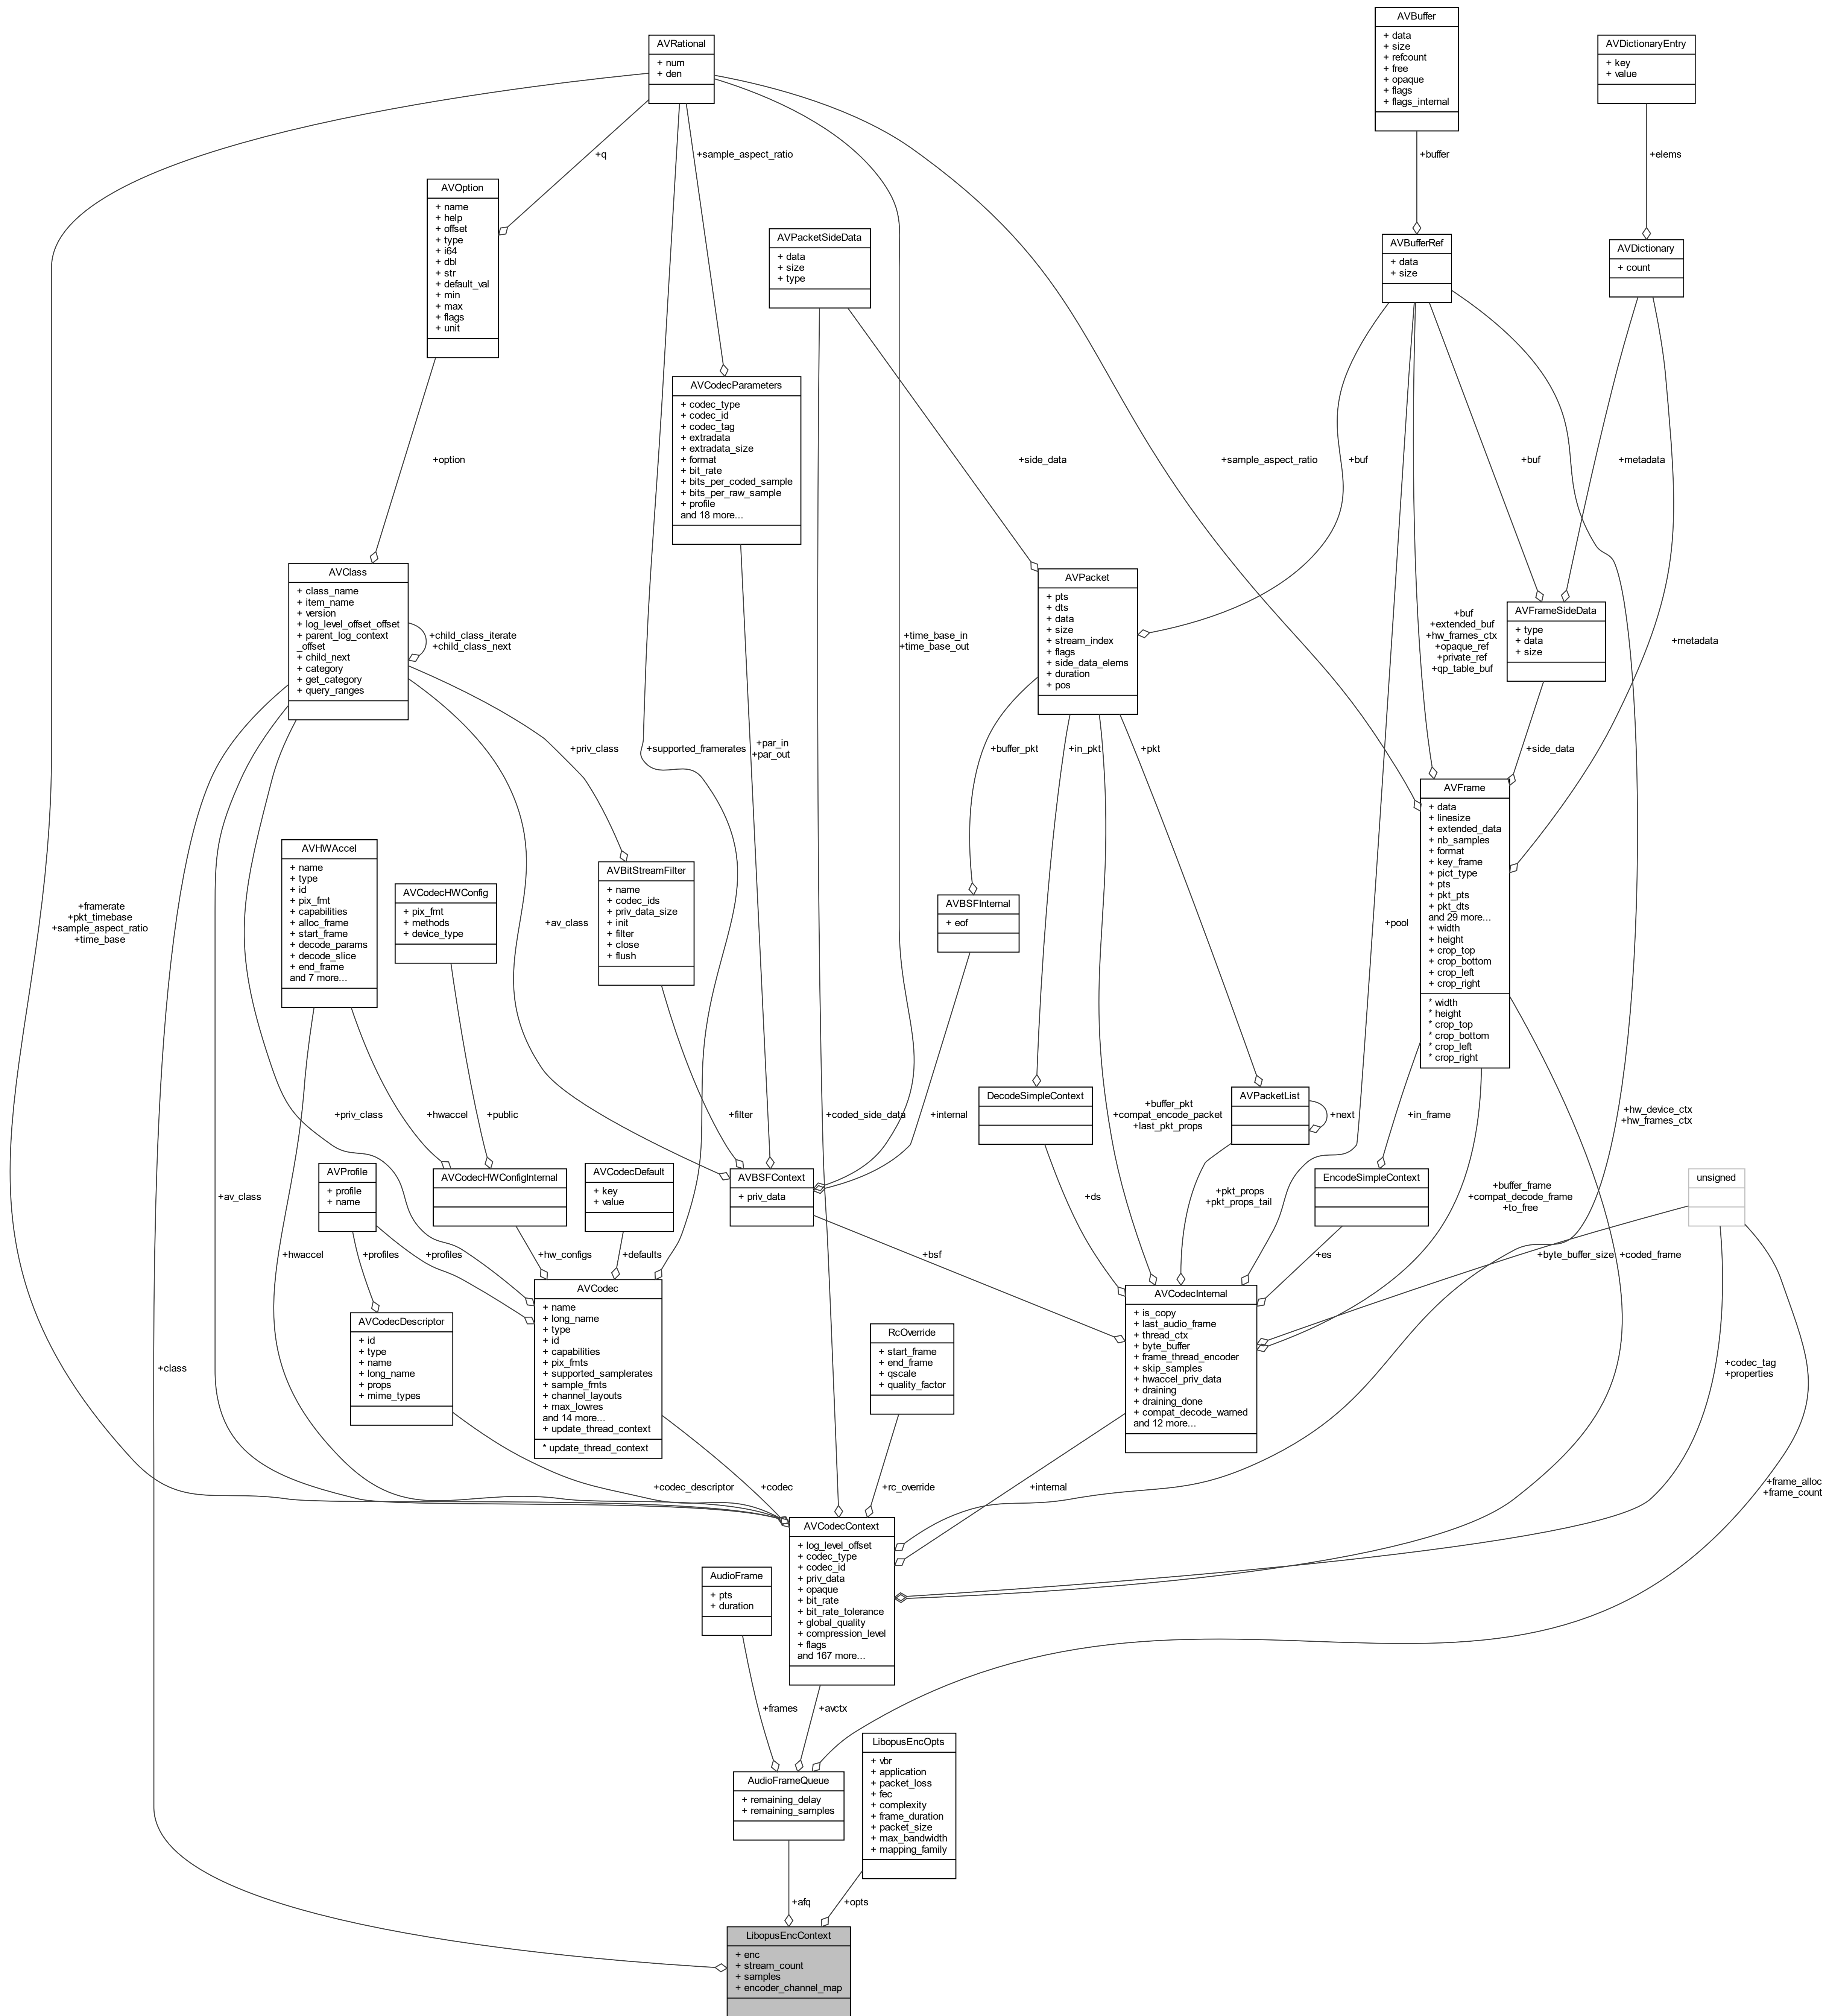 AVBuffer
+ data
+ size
+ refcount
+ free
+ opaque
+ flags
+ flags_internal
AVRational
+ num
+ den
AVDictionaryEntry
+ key
+ value
+q
+sample_aspect_ratio
+buffer
+elems
AVOption
+ name
+ help
+ offset
+ type
+ i64
+ dbl
+ str
+ default_val
+ min
+ max
+ flags
+ unit
AVPacketSideData
+ data
+ size
+ type
AVBufferRef
+ data
+ size
AVDictionary
+ count
AVCodecParameters
+ codec_type
+ codec_id
+ codec_tag
+ extradata
+ extradata_size
+ format
+ bit_rate
+ bits_per_coded_sample
+ bits_per_raw_sample
+ profile
and 18 more...
+option
+side_data
+sample_aspect_ratio
+buf
+buf
+metadata
AVClass
+ class_name
+ item_name
+ version
+ log_level_offset_offset
+ parent_log_context
_offset
+ child_next
+ category
+ get_category
+ query_ranges
+child_class_iterate
+child_class_next
+time_base_in
+time_base_out
AVPacket
+ pts
+ dts
+ data
+ size
+ stream_index
+ flags
+ side_data_elems
+ duration
+ pos
+buf
+extended_buf
+hw_frames_ctx
+opaque_ref
+private_ref
+qp_table_buf
AVFrameSideData
+ type
+ data
+ size
+metadata
+priv_class
+supported_framerates
+par_in
+par_out
+buffer_pkt
+in_pkt
+pkt
+side_data
AVFrame
+ data
+ linesize
+ extended_data
+ nb_samples
+ format
+ key_frame
+ pict_type
+ pts
+ pkt_pts
+ pkt_dts
and 29 more...
+ width
+ height
+ crop_top
+ crop_bottom
+ crop_left
+ crop_right
* width
* height
* crop_top
* crop_bottom
* crop_left
* crop_right
+framerate
+pkt_timebase
+sample_aspect_ratio
+time_base
AVHWAccel
+ name
+ type
+ id
+ pix_fmt
+ capabilities
+ alloc_frame
+ start_frame
+ decode_params
+ decode_slice
+ end_frame
and 7 more...
AVCodecHWConfig
+ pix_fmt
+ methods
+ device_type
+av_class
AVBitStreamFilter
+ name
+ codec_ids
+ priv_data_size
+ init
+ filter
+ close
+ flush
AVBSFInternal
+ eof
+pool
+priv_class
+hwaccel
+public
+filter
+coded_side_data
+internal
DecodeSimpleContext
+buffer_pkt
+compat_encode_packet
+last_pkt_props
AVPacketList
+next
+in_frame
+hw_device_ctx
+hw_frames_ctx
AVProfile
+ profile
+ name
AVCodecHWConfigInternal
AVCodecDefault
+ key
+ value
AVBSFContext
+ priv_data
+av_class
+ds
+pkt_props
+pkt_props_tail
EncodeSimpleContext
+buffer_frame
+compat_decode_frame
+to_free
unsigned
+hwaccel
+profiles
+profiles
+hw_configs
+defaults
+bsf
+es
+byte_buffer_size
+coded_frame
AVCodecDescriptor
+ id
+ type
+ name
+ long_name
+ props
+ mime_types
AVCodec
+ name
+ long_name
+ type
+ id
+ capabilities
+ pix_fmts
+ supported_samplerates
+ sample_fmts
+ channel_layouts
+ max_lowres
and 14 more...
+ update_thread_context
* update_thread_context
RcOverride
+ start_frame
+ end_frame
+ qscale
+ quality_factor
AVCodecInternal
+ is_copy
+ last_audio_frame
+ thread_ctx
+ byte_buffer
+ frame_thread_encoder
+ skip_samples
+ hwaccel_priv_data
+ draining
+ draining_done
+ compat_decode_warned
and 12 more...
+class
+codec_tag
+properties
+codec_descriptor
+codec
+rc_override
+internal
+frame_alloc
+frame_count
AVCodecContext
+ log_level_offset
+ codec_type
+ codec_id
+ priv_data
+ opaque
+ bit_rate
+ bit_rate_tolerance
+ global_quality
+ compression_level
+ flags
and 167 more...
AudioFrame
+ pts
+ duration
+frames
+avctx
AudioFrameQueue
+ remaining_delay
+ remaining_samples
LibopusEncOpts
+ vbr
+ application
+ packet_loss
+ fec
+ complexity
+ frame_duration
+ packet_size
+ max_bandwidth
+ mapping_family
+afq
+opts
LibopusEncContext
+ enc
+ stream_count
+ samples
+ encoder_channel_map